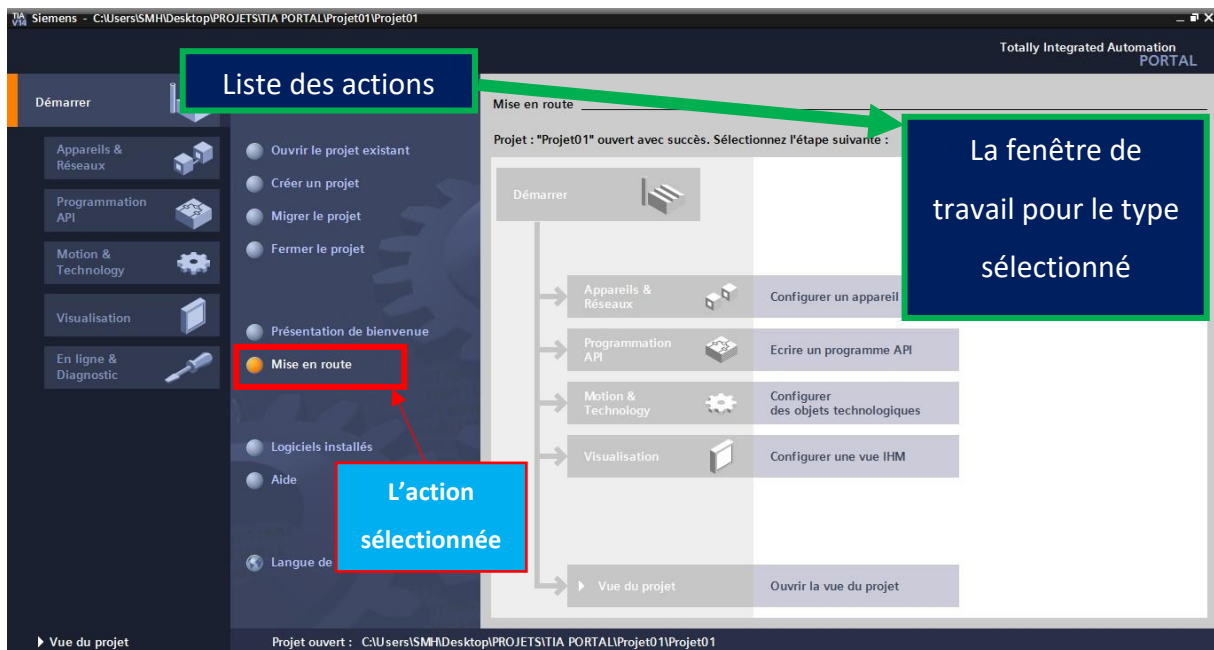 TIA V14 Siemens - C:\Users\SMH\Desktop\PROJETS\TIA PORTAL\Projet01\Projet01
Totally Integrated Automation
PORTAL
Liste des actions
Démarrer
Appareils &
Réseaux
Programmation
API
Motion &
Technology
Visualisation
En ligne &
Diagnostic
Ouvrir le projet existant
Créer un projet
Migrer le projet
Fermer le projet
Présentation de bienvenue
Mise en route
Logiciels installés
Aide
Langue de
L'action
sélectionnée
Mise en route
Projet : "Projet01" ouvert avec succès. Sélectionnez l'étape suivante :
La fenêtre de
travail pour le type
sélectionné
Démarrer
Appareils &
Réseaux
Configurer un appareil
Programmation
API
Ecrire un programme API
Motion &
Technology
Configurer
des objets technologiques
Visualisation
Configurer une vue IHM
Vue du projet
Ouvrir la vue du projet
Vue du projet
Projet ouvert : C:\Users\SMH\Desktop\PROJETS\TIA PORTAL\Projet01\Projet01